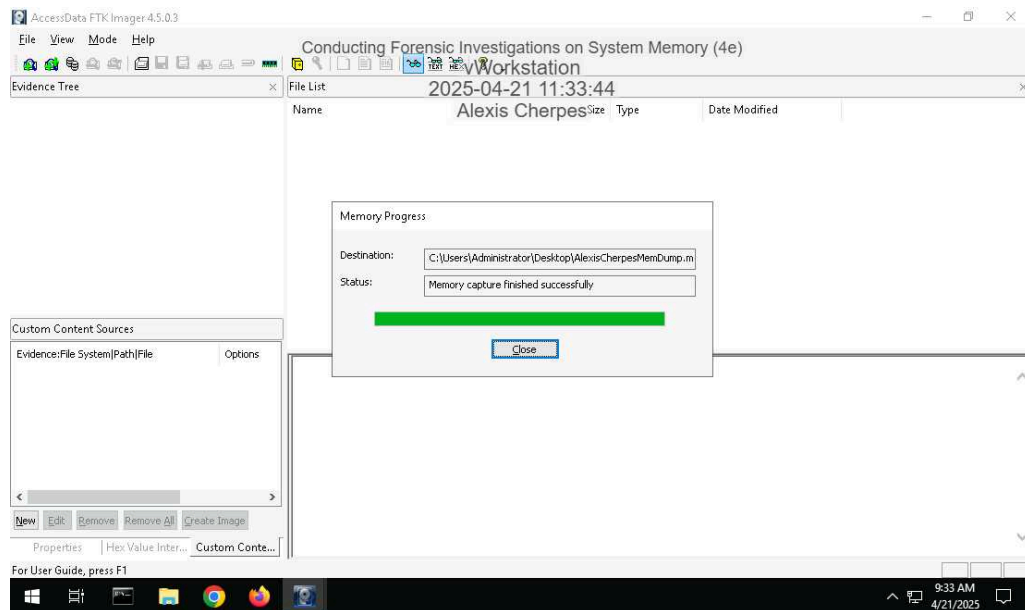 AccessData FTK Imager 4.5.0.3
File View Mode Help
Conducting Forensic Investigations on System Memory (4e)
vWorkstation
2025-04-21 11:33:44
Alexis Cherpes
Evidence Tree
File List
Name Size Type Date Modified
Memory Progress
Destination: C:\Users\Administrator\Desktop\AlexisCherpesMemDump.m
Status: Memory capture finished successfully
Close
Custom Content Sources
Evidence:File System|Path|File Options
New Edit Remove Remove All Create Image
Properties Hex Value Inter... Custom Conte...
For User Guide, press F1
9:33 AM
4/21/2025